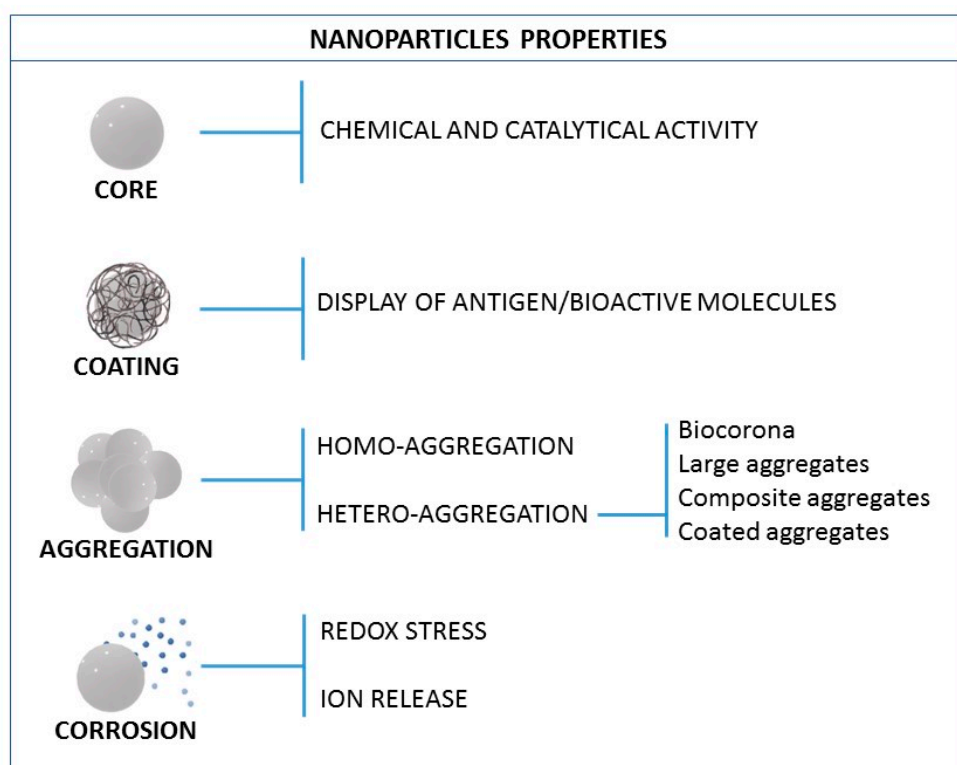 NANOPARTICLES PROPERTIES
CORE
CHEMICAL AND CATALYTICAL ACTIVITY
COATING
DISPLAY OF ANTIGEN/BIOACTIVE MOLECULES
AGGREGATION
HOMO-AGGREGATION
HETERO-AGGREGATION
Biocorona
Large aggregates
Composite aggregates
Coated aggregates
CORROSION
REDOX STRESS
ION RELEASE